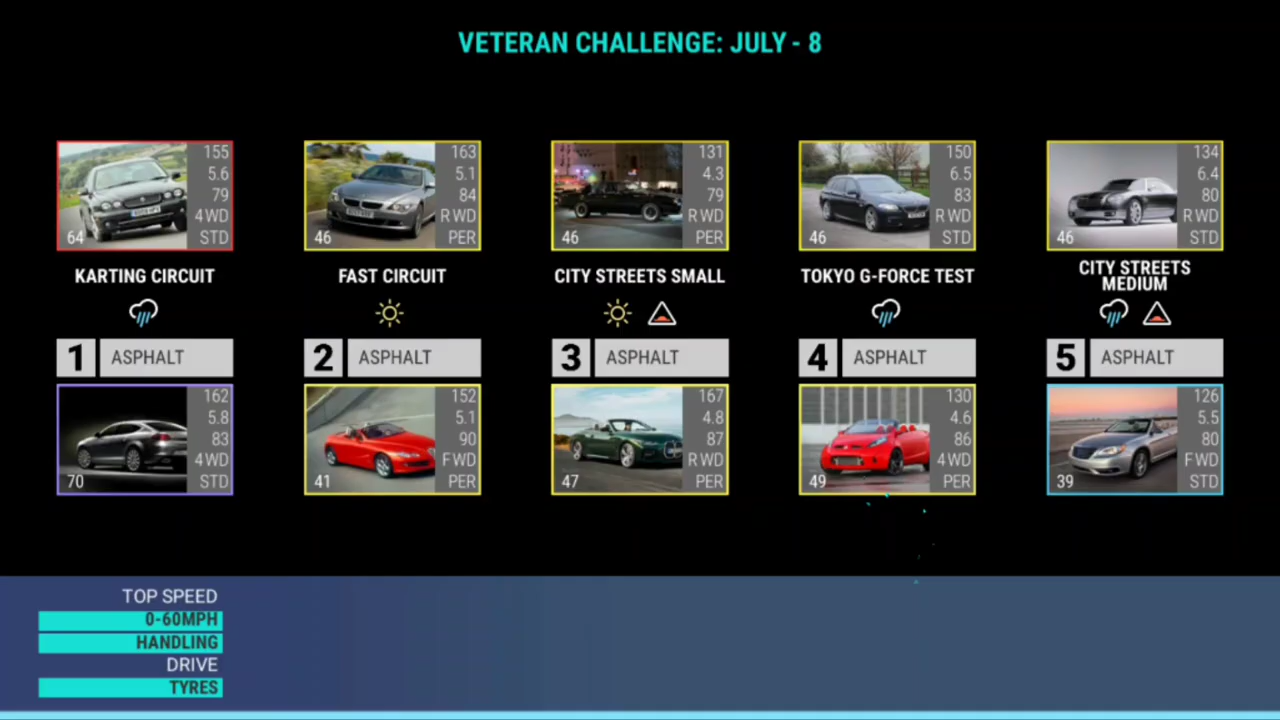 VETERAN CHALLENGE: JULY - 8
155
5.6
79
4WD
64 STD
163
5.1
84
RWD
46 PER
131
4.3
79
RWD
46 PER
150
6.5
83
RWD
46 STD
134
6.4
80
RWD
46 STD
KARTING CIRCUIT
FAST CIRCUIT
CITY STREETS SMALL
TOKYO G-FORCE TEST
CITY STREETS
MEDIUM
1 ASPHALT
2 ASPHALT
3 ASPHALT
4 ASPHALT
5 ASPHALT
162
5.8
83
4WD
70 STD
152
5.1
90
FWD
41 PER
167
4.8
87
RWD
47 PER
130
4.6
86
4WD
49 PER
126
5.5
80
FWD
39 STD
TOP SPEED
0-60MPH
HANDLING
DRIVE
TYRES